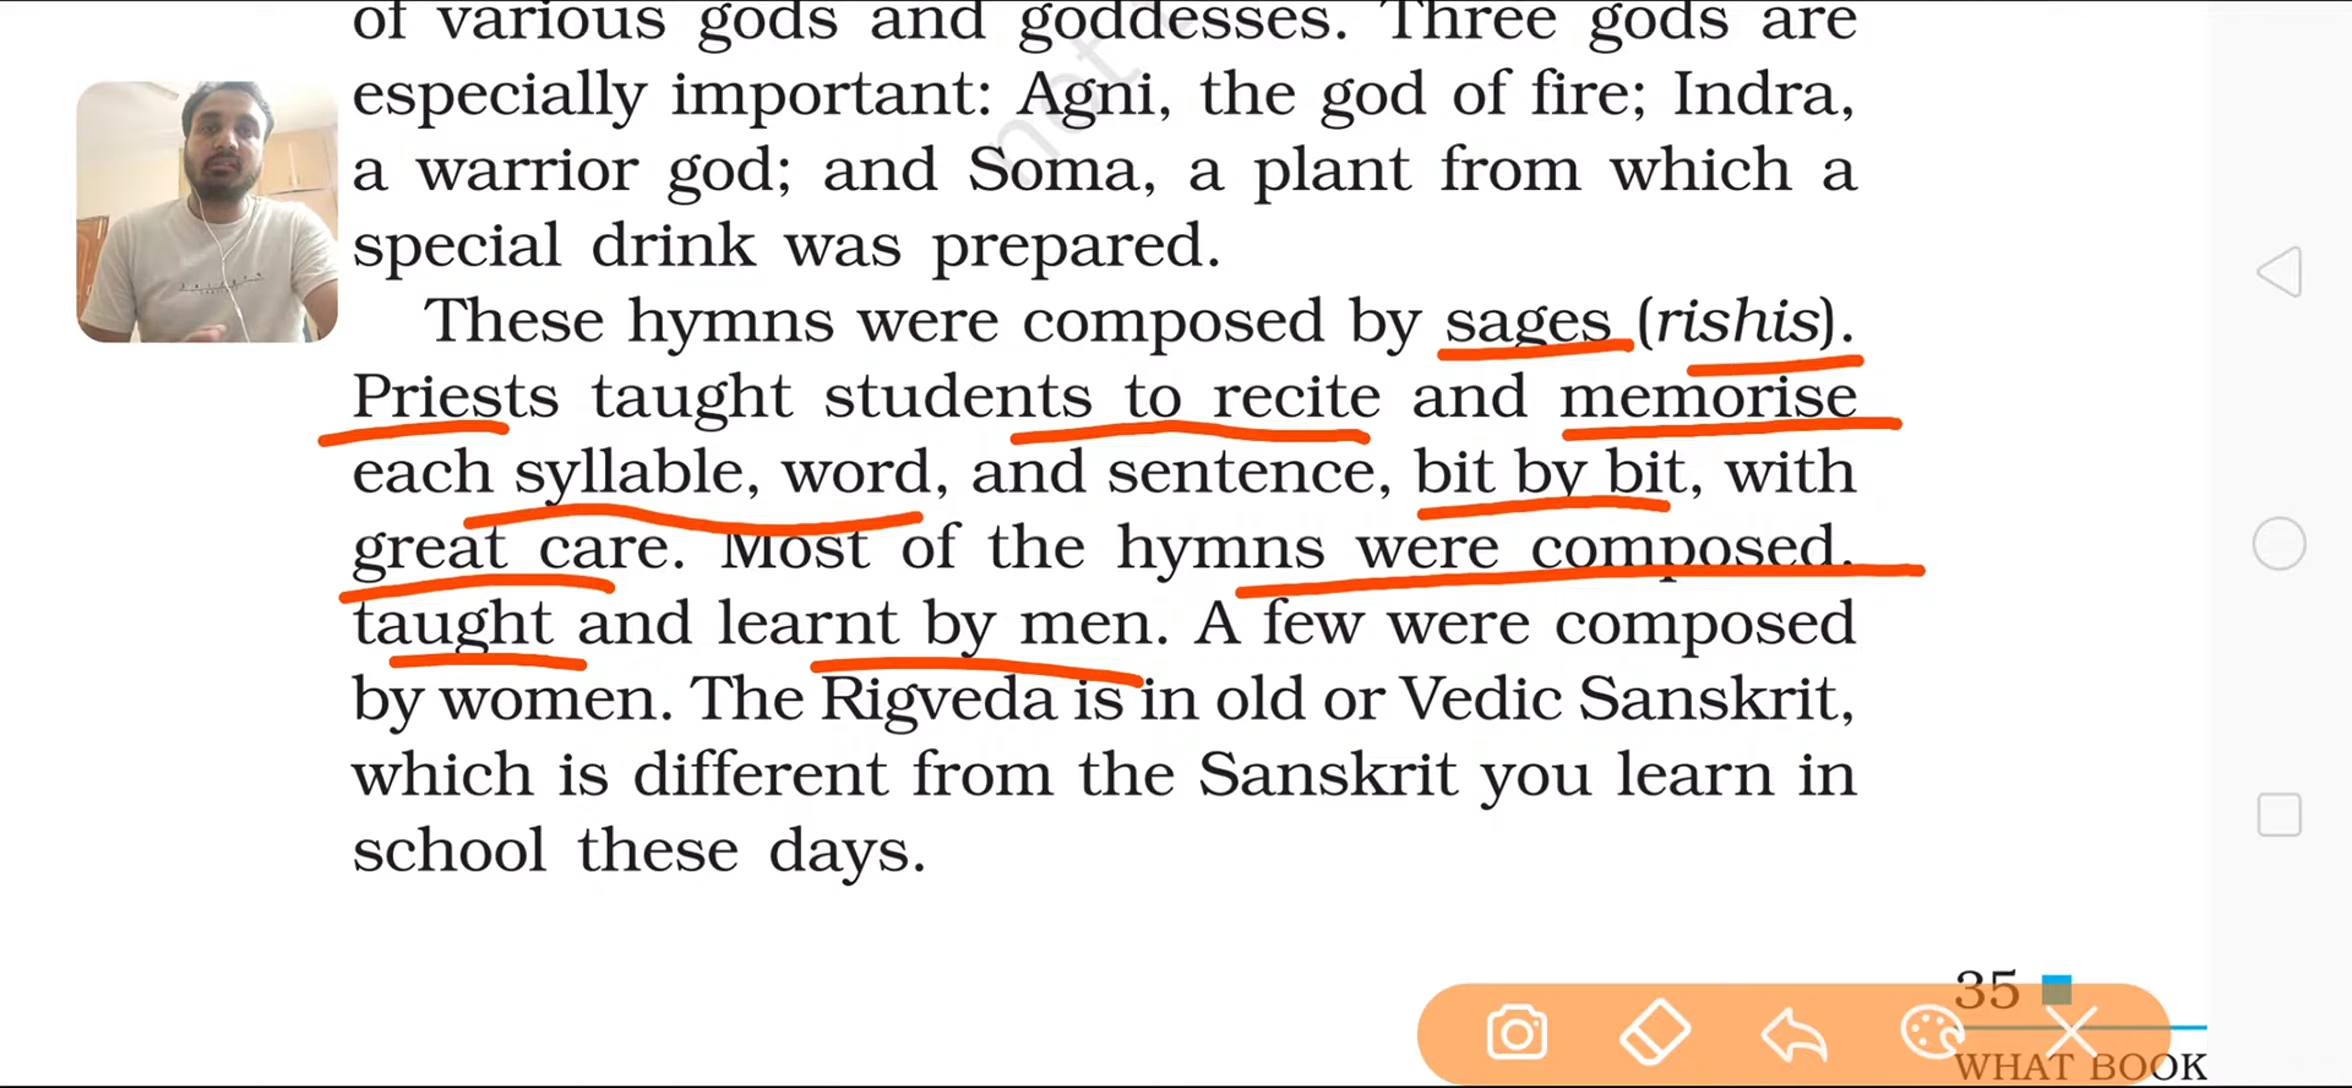 of various gods and goddesses. Three gods are
especially important: Agni, the god of fire; Indra,
a warrior god; and Soma, a plant from which a
special drink was prepared.
These hymns were composed by sages (rishis).
Priests taught students to recite and memorise
each syllable, word, and sentence, bit by bit, with
great care. Most of the hymns were composed,
taught and learnt by men. A few were composed
by women. The Rigveda is in old or Vedic Sanskrit,
which is different from the Sanskrit you learn in
school these days.
35
WHAT BOOK
not